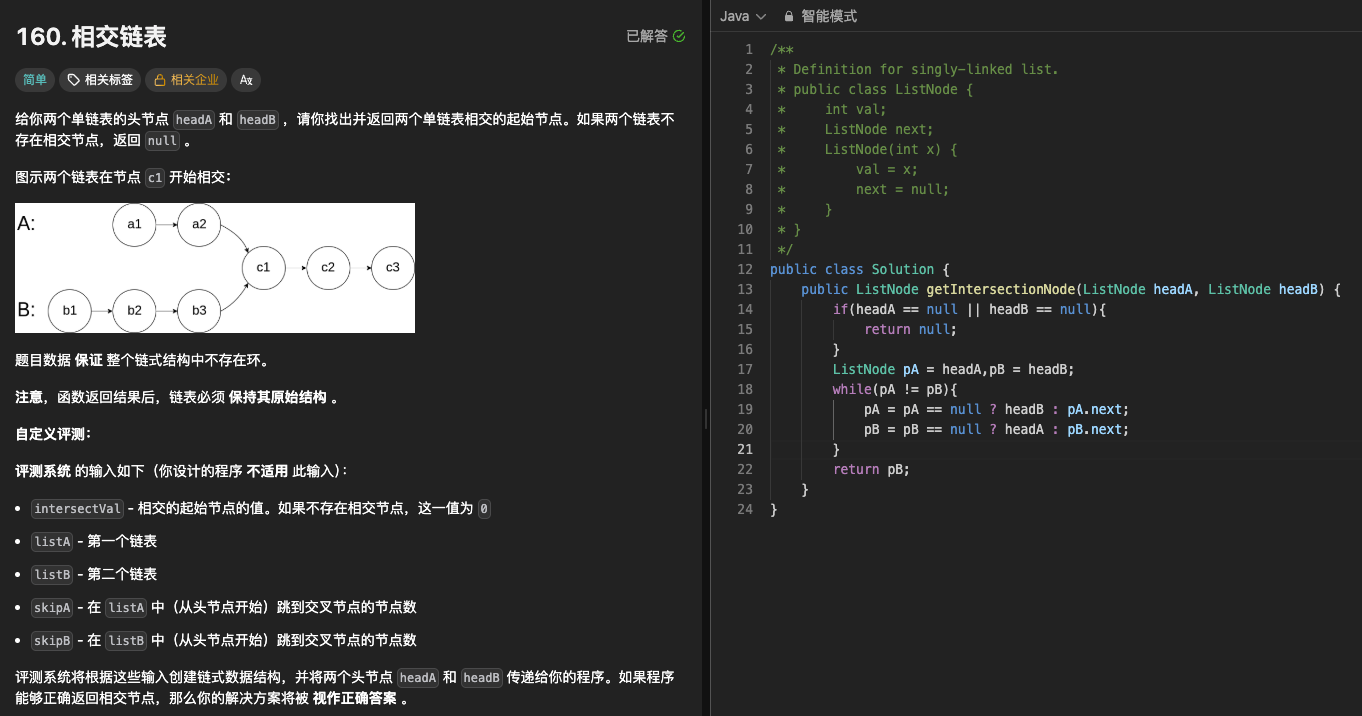 160. 相交链表
已解答
简单 相关标签 相关企业 Ax
给你两个单链表的头节点 headA 和 headB ，请你找出并返回两个单链表相交的起始节点。如果两个链表不
存在相交节点，返回 null 。
图示两个链表在节点 c1 开始相交：
A: a1 a2
c1 c2 c3
B: b1 b2 b3
题目数据 保证 整个链式结构中不存在环。
注意，函数返回结果后，链表必须 保持其原始结构 。
自定义评测：
评测系统 的输入如下（你设计的程序 不适用 此输入）：
• intersectVal - 相交的起始节点的值。如果不存在相交节点，这一值为 0
• listA - 第一个链表
• listB - 第二个链表
• skipA - 在 listA 中（从头节点开始）跳到交叉节点的节点数
• skipB - 在 listB 中（从头节点开始）跳到交叉节点的节点数
评测系统将根据这些输入创建链式数据结构，并将两个头节点 headA 和 headB 传递给你的程序。如果程序
能够正确返回相交节点，那么你的解决方案将被 视作正确答案 。
Java 智能模式
1 /**
2  * Definition for singly-linked list.
3  * public class ListNode {
4  *     int val;
5  *     ListNode next;
6  *     ListNode(int x) {
7  *         val = x;
8  *         next = null;
9  *     }
10  * }
11  */
12 public class Solution {
13     public ListNode getIntersectionNode(ListNode headA, ListNode headB) {
14         if(headA == null || headB == null){
15             return null;
16         }
17         ListNode pA = headA,pB = headB;
18         while(pA != pB){
19             pA = pA == null ? headB : pA.next;
20             pB = pB == null ? headA : pB.next;
21         }
22         return pB;
23     }
24 }